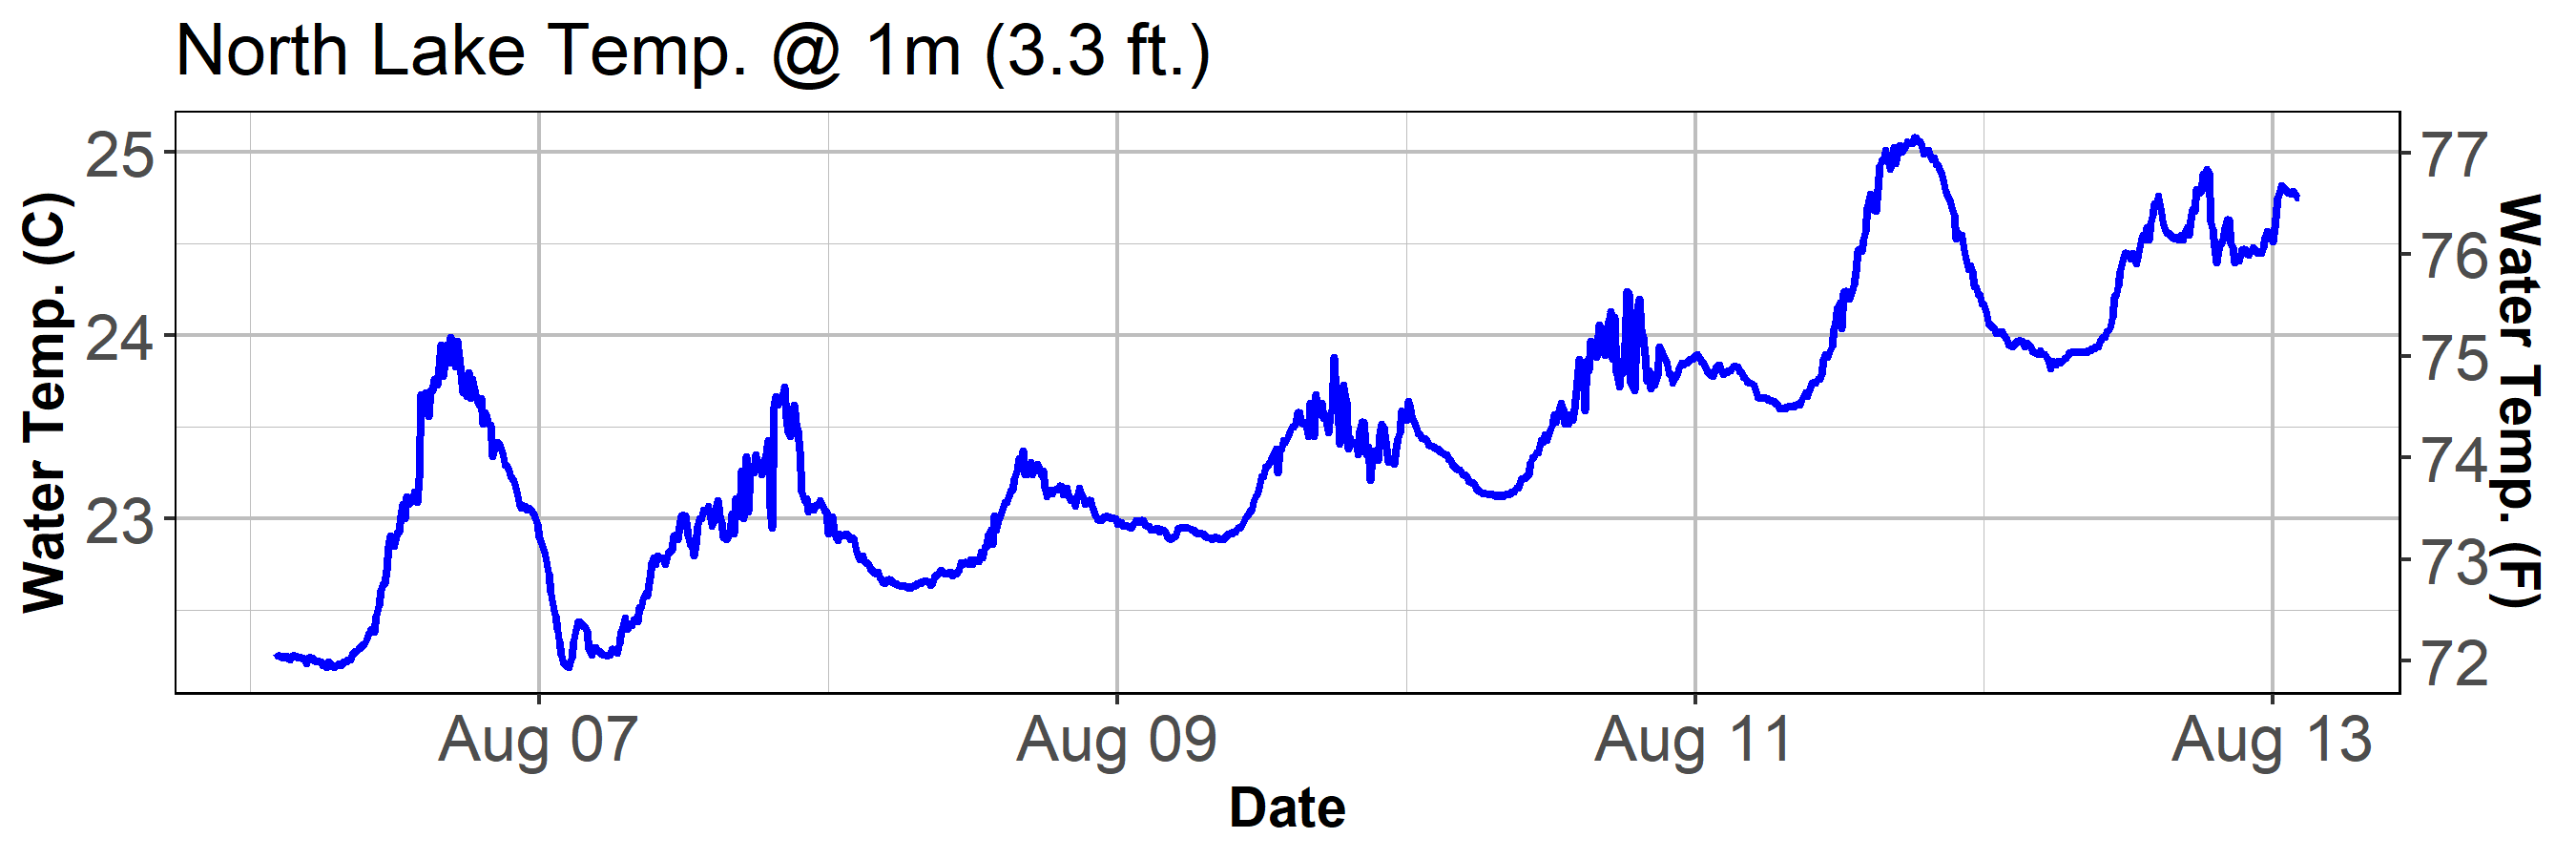 North Lake Temp. @ 1m (3.3 ft.)
Water Temp. (C)
25
24
23
77
76
75
74
73
72
Water Temp. (F)
Aug 07
Aug 09
Aug 11
Aug 13
Date